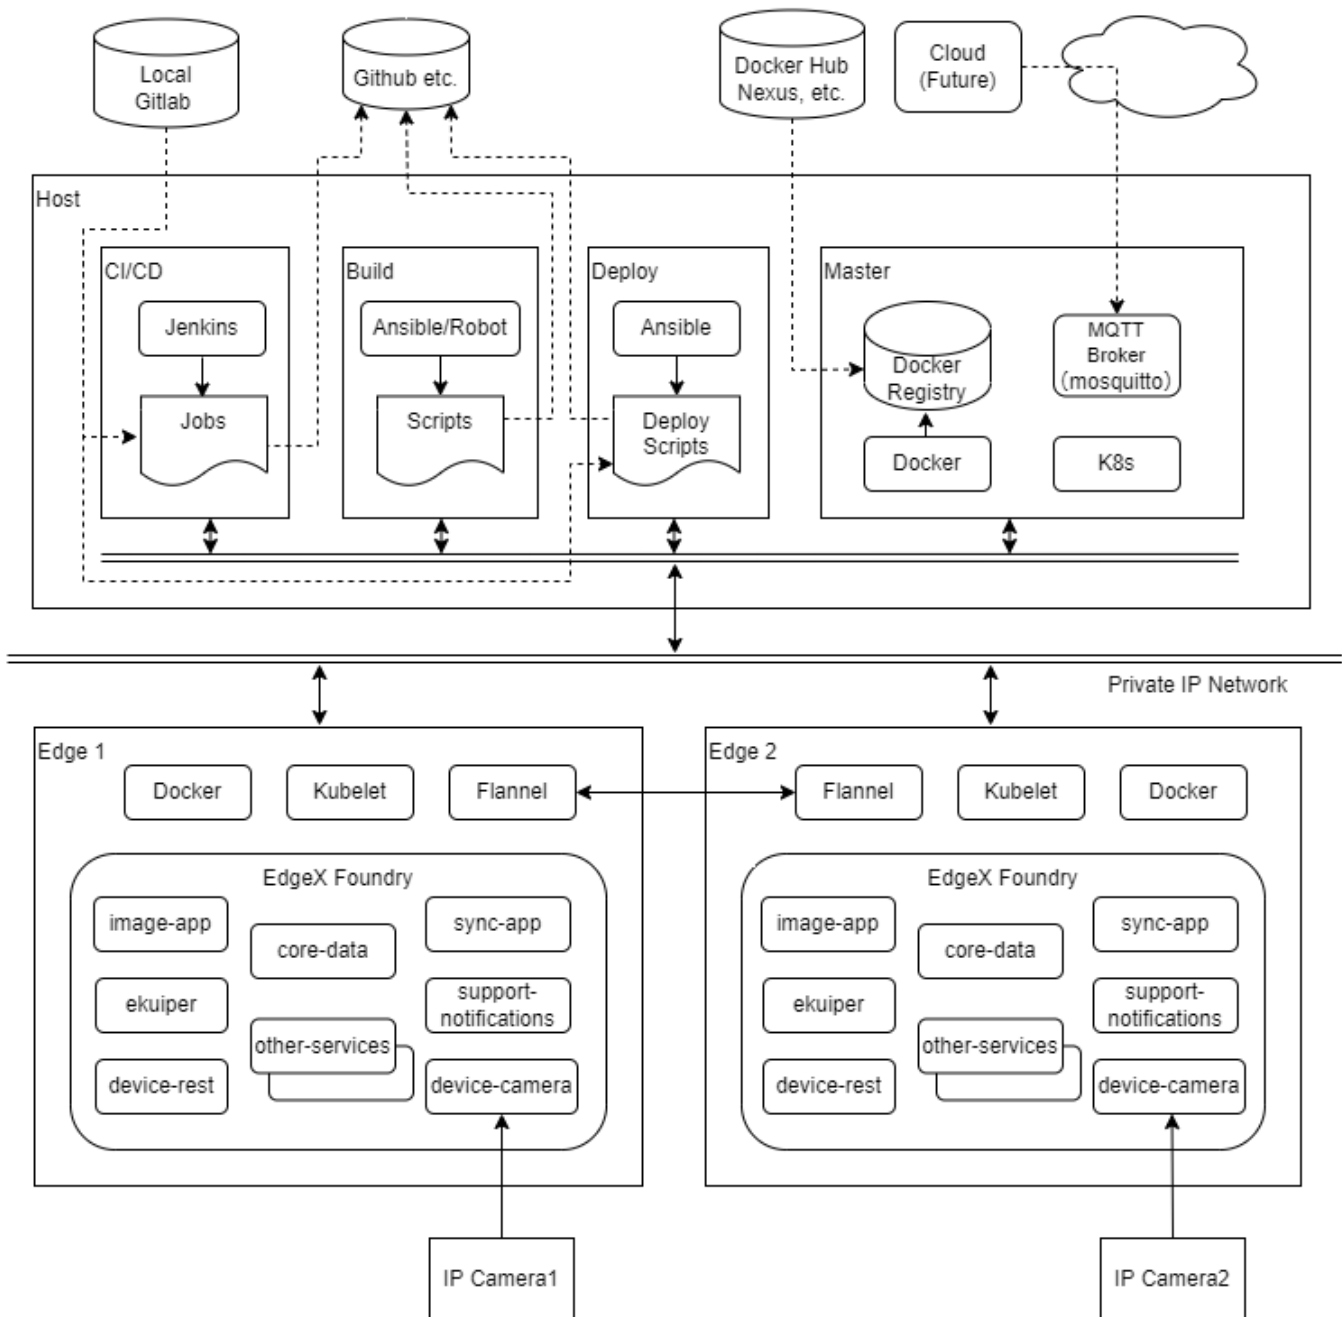 Local
Gitlab
Github etc.
Docker Hub
Nexus, etc.
Cloud
(Future)
Host
CI/CD
Jenkins
Jobs
Build
Ansible/Robot
Scripts
Deploy
Ansible
Deploy
Scripts
Master
Docker
Registry
Docker
MQTT
Broker
(mosquitto)
K8s
Private IP Network
Edge 1
Docker
Kubelet
Flannel
EdgeX Foundry
image-app
core-data
sync-app
ekuiper
support-
notifications
other-services
device-rest
device-camera
IP Camera1
Edge 2
Flannel
Kubelet
Docker
EdgeX Foundry
image-app
core-data
sync-app
ekuiper
support-
notifications
other-services
device-rest
device-camera
IP Camera2